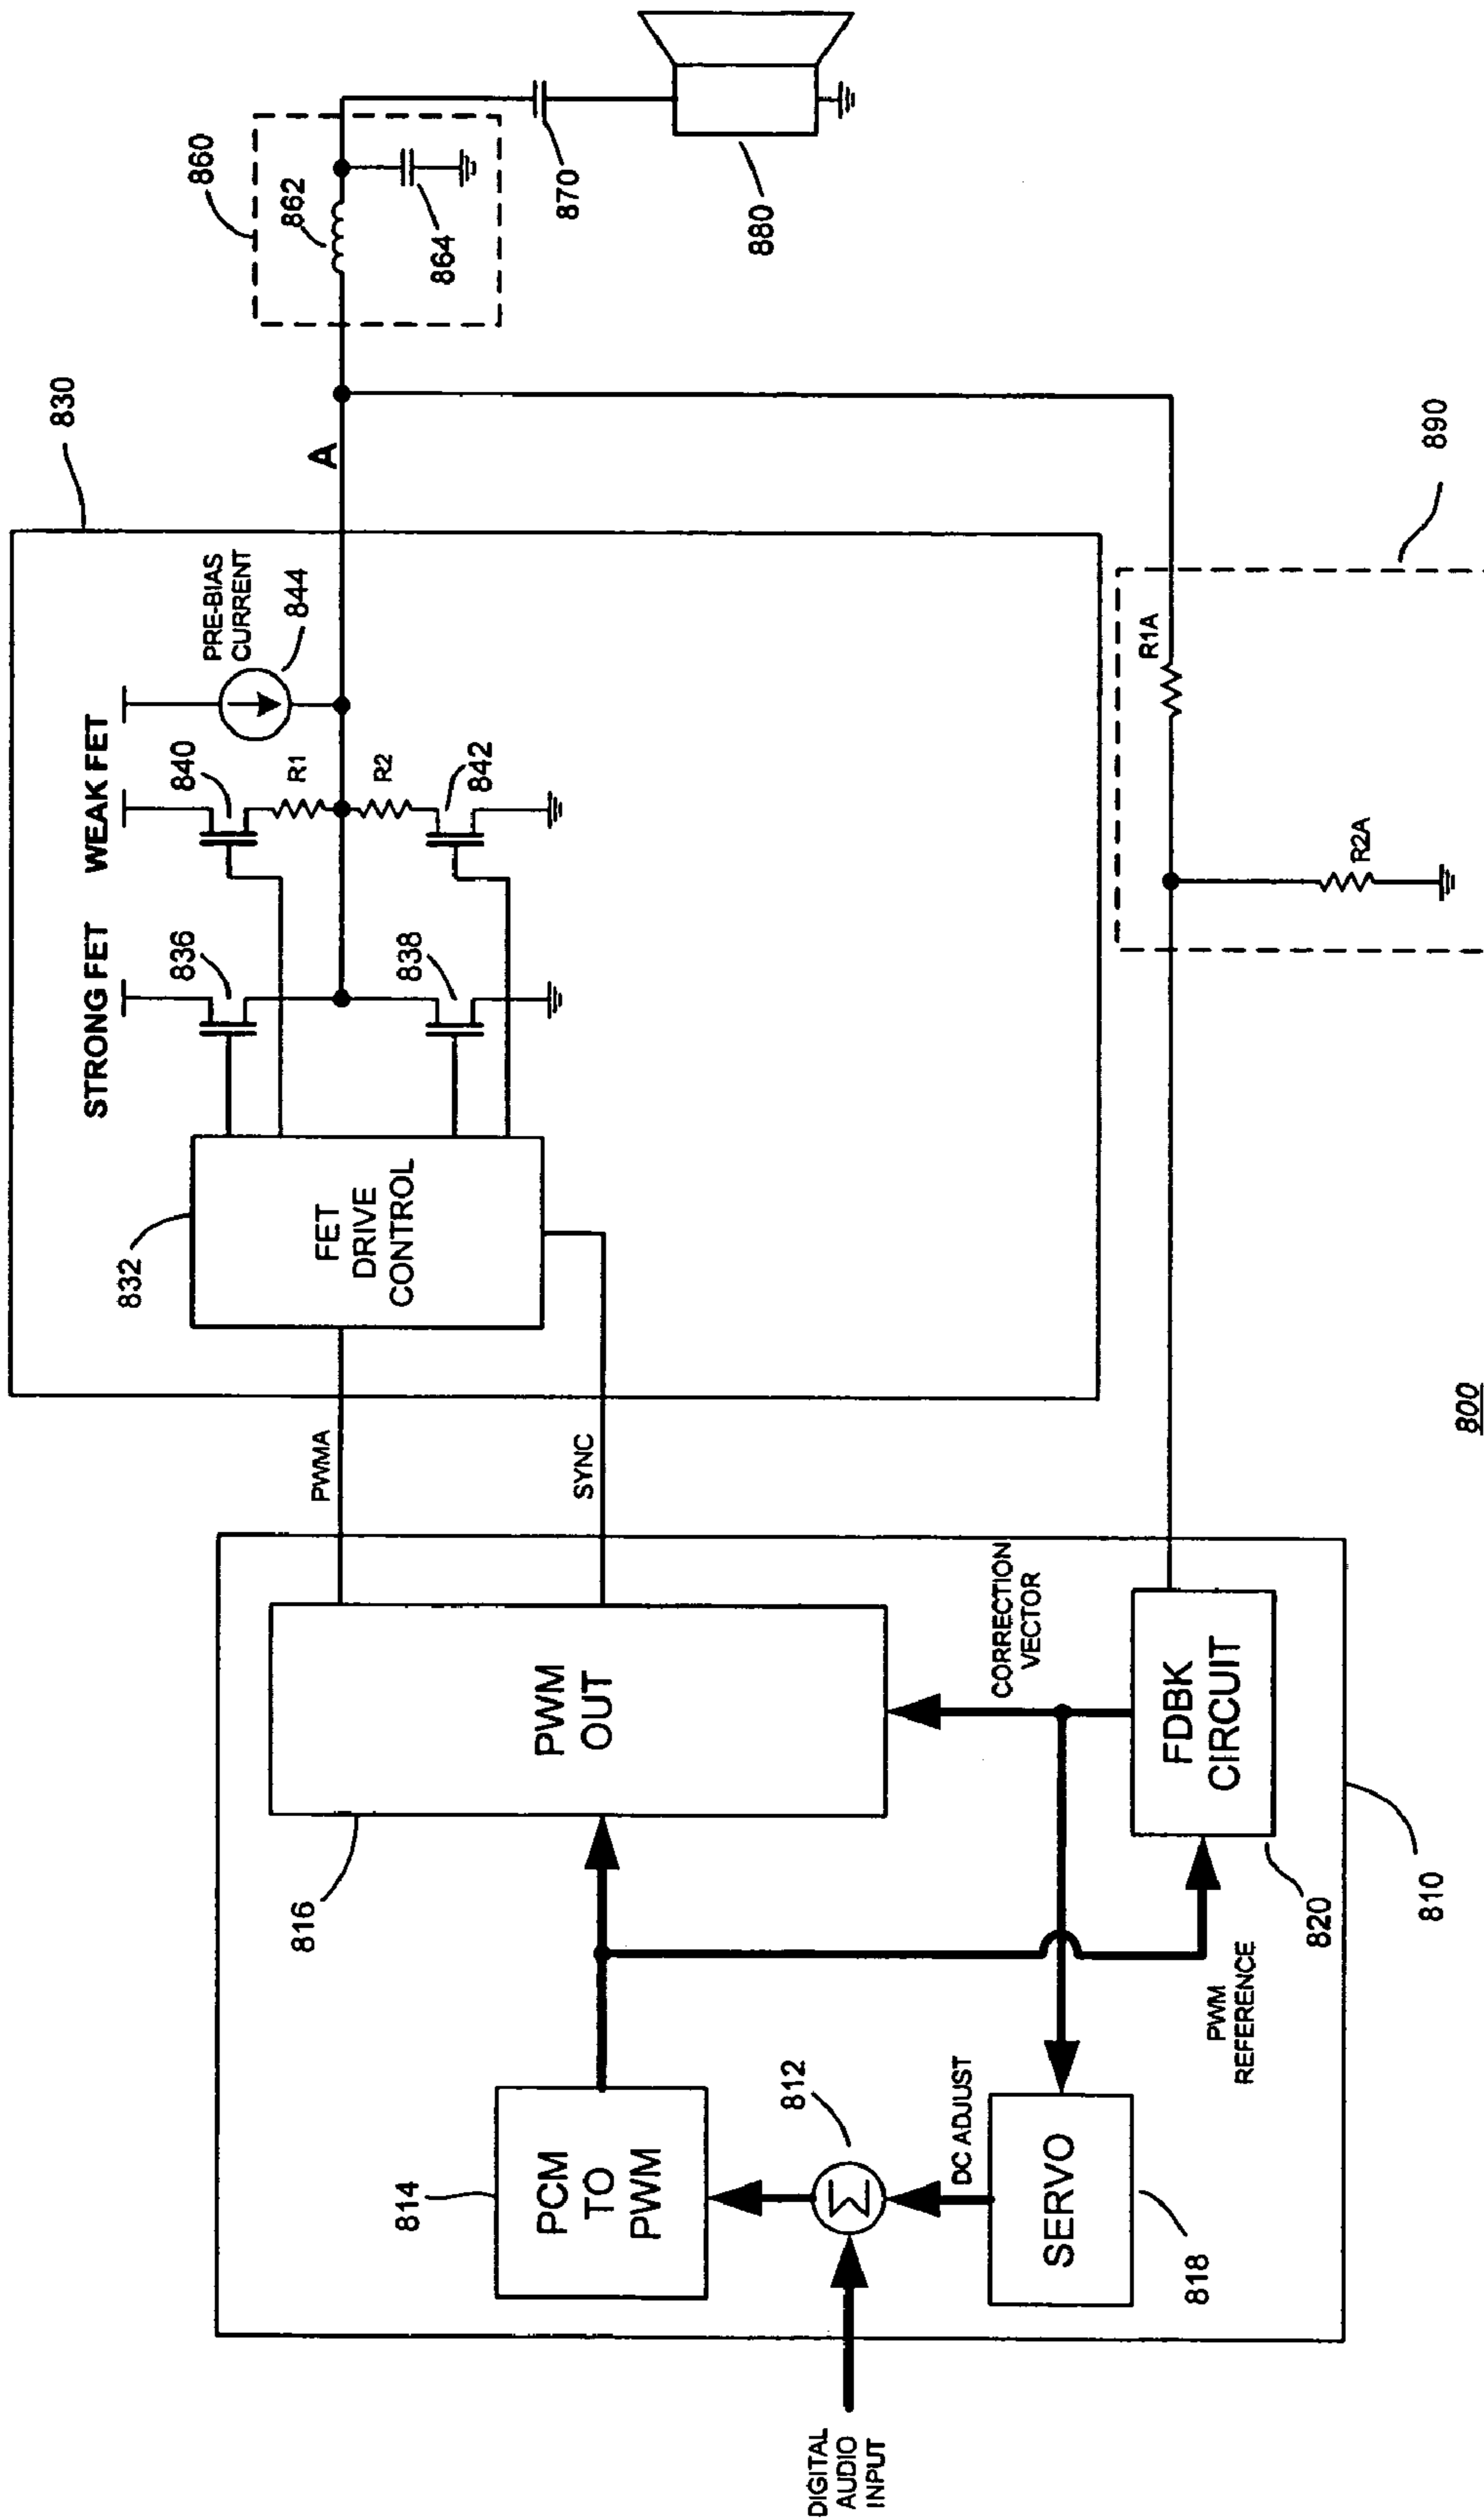 830
STRONG FET
WEAK FET
PRE-BIAS
CURRENT
844
836
840
R1
R2
838
842
A
832
FET
DRIVE
CONTROL
860
862
864
870
880
PWMA
SYNC
816
PWM
OUT
814
PCM
TO
PWM
812
DIGITAL
AUDIO
INPUT
DC ADJUST
SERVO
818
CORRECTION
VECTOR
PWM
REFERENCE
FDBK
CIRCUIT
820
810
R1A
R2A
890
800